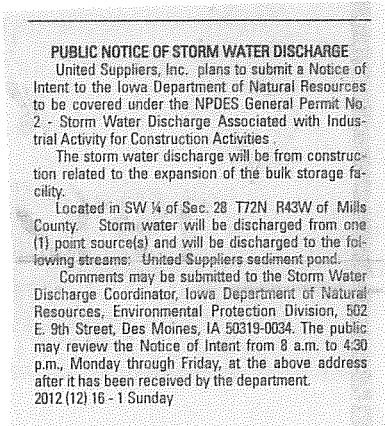 PUBLIC NOTICE OF STORM WATER DISCHARGE
United Suppliers, Inc. plans to submit a Notice of
Intent to the Iowa Department of Natural Resources
to be covered under the NPDES General Permit No.
2 - Storm Water Discharge Associated with Indus-
trial Activity for Construction Activities
The storm water discharge will be from construc-
tion related to the expansion of the bulk storage fa-
cility.
Located in SW ¼ of Sec. 28 T72N R43W of Mills
County. Storm water will be discharged from one
(1) point source(s) and will be discharged to the fol-
lowing streams: United Suppliers sediment pond.
Comments may be submitted to the Storm Water
Discharge Coordinator, Iowa Department of Natural
Resources, Environmental Protection Division, 502
E. 9th Street, Des Moines, IA 50319-0034. The public
may review the Notice of Intent from 8 a.m. to 4:30
p.m., Monday through Friday, at the above address
after it has been received by the department.
2012 (12) 16 - 1 Sunday